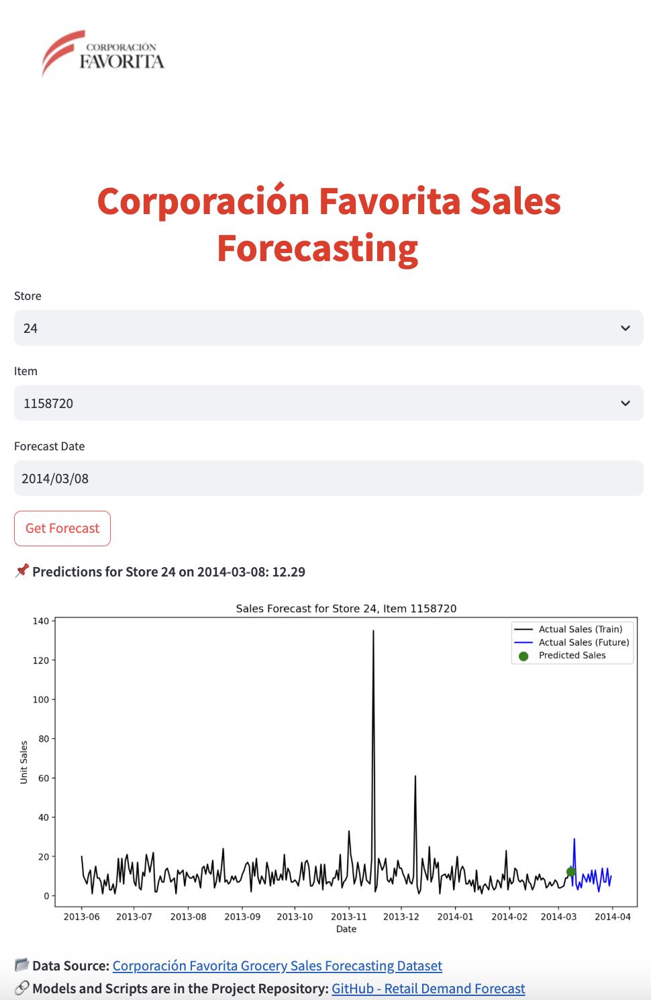 CORPORACIÓN
FAVORITA
Corporación Favorita Sales
Forecasting
Store
24
Item
1158720
Forecast Date
2014/03/08
Get Forecast
📌 Predictions for Store 24 on 2014-03-08: 12.29
Sales Forecast for Store 24, Item 1158720
Actual Sales (Train)
Actual Sales (Future)
Predicted Sales
Unit Sales
140
120
100
80
60
40
20
0
2013-06 2013-07 2013-08 2013-09 2013-10 2013-11 2013-12 2014-01 2014-02 2014-03 2014-04
Date
📁 Data Source: Corporación Favorita Grocery Sales Forecasting Dataset
🔗 Models and Scripts are in the Project Repository: GitHub - Retail Demand Forecast